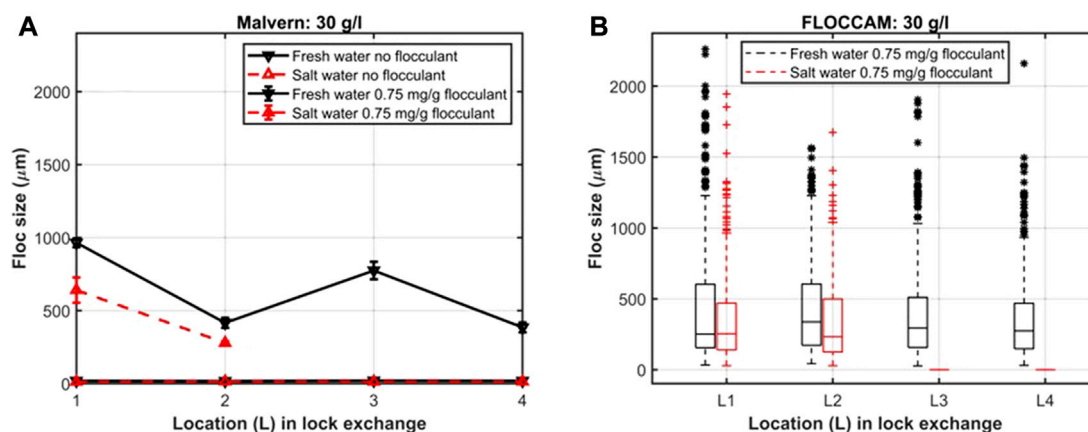 A
Malvern: 30 g/l
Fresh water no flocculant
Salt water no flocculant
Fresh water 0.75 mg/g flocculant
Salt water 0.75 mg/g flocculant
Floc size (μm)
2000
1500
1000
500
0
1 2 3 4
Location (L) in lock exchange
B
FLOCCAM: 30 g/l
Fresh water 0.75 mg/g flocculant
Salt water 0.75 mg/g flocculant
Floc size (μm)
2000
1500
1000
500
0
L1 L2 L3 L4
Location (L) in lock exchange